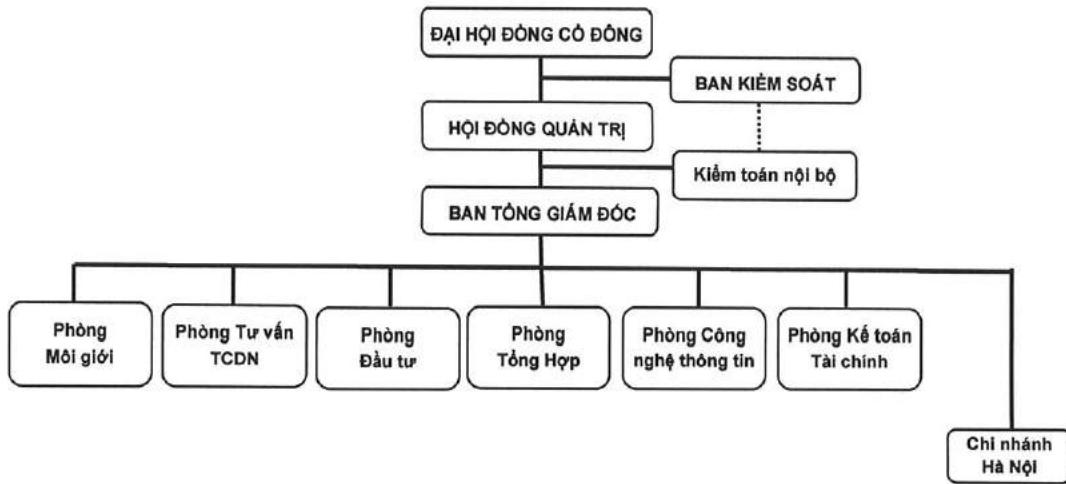 ĐẠI HỘI ĐỒNG CỔ ĐÔNG
BAN KIỂM SOÁT
HỘI ĐỒNG QUẢN TRỊ
Kiểm toán nội bộ
BAN TỔNG GIÁM ĐỐC
Phòng
Môi giới
Phòng Tư vấn
TCDN
Phòng
Đầu tư
Phòng
Tổng Hợp
Phòng Công
nghệ thông tin
Phòng Kế toán
Tài chính
Chi nhánh
Hà Nội